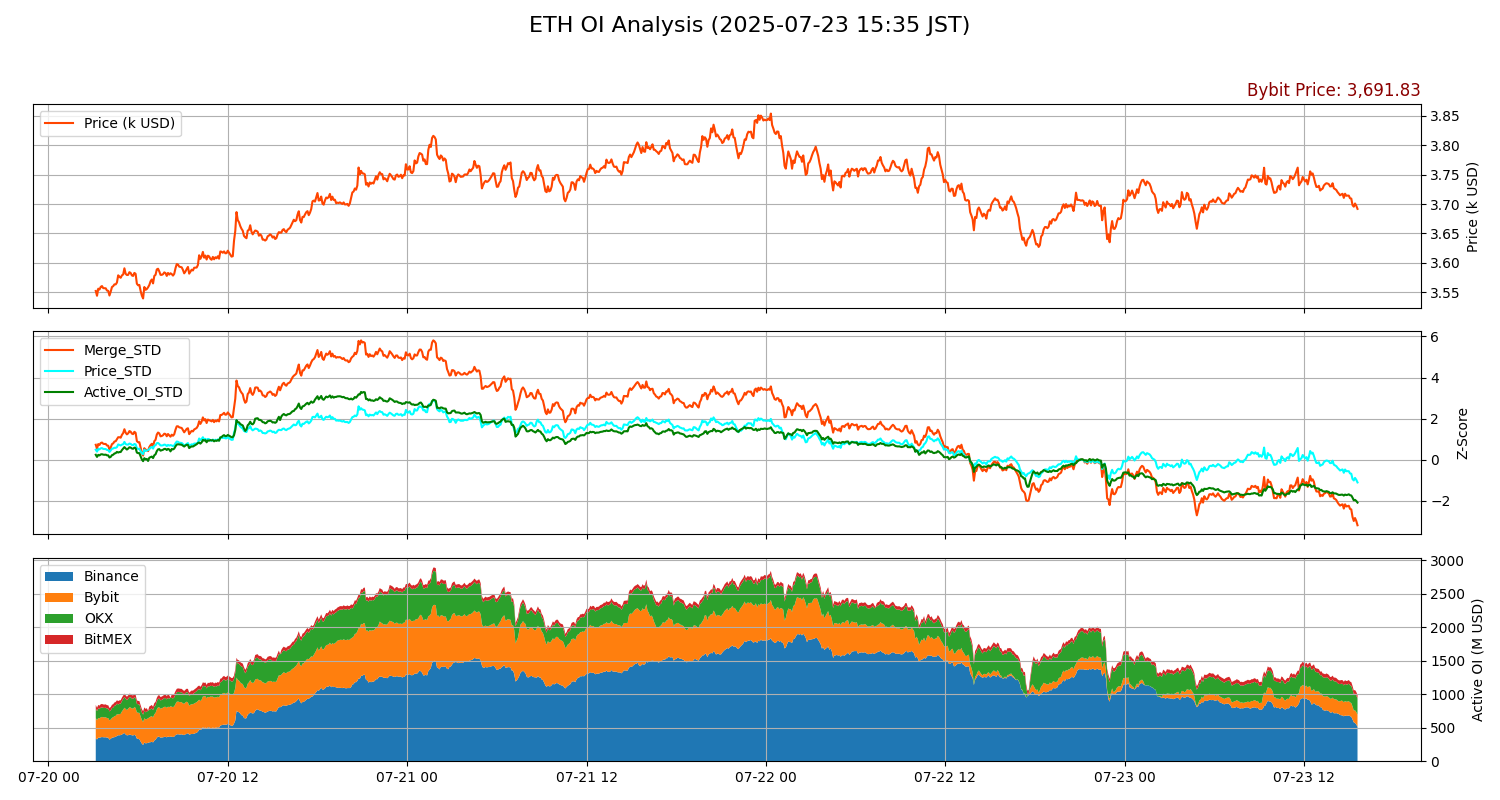 ETH OI Analysis (2025-07-23 15:35 JST)
Bybit Price: 3,691.83
Price (k USD)
3.85
3.80
3.75
3.70
3.65
3.60
3.55
Price (k USD)
Merge_STD
Price_STD
Active_OI_STD
6
4
2
0
−2
Z-Score
Binance
Bybit
OKX
BitMEX
3000
2500
2000
1500
1000
500
0
Active OI (M USD)
07-20 00
07-20 12
07-21 00
07-21 12
07-22 00
07-22 12
07-23 00
07-23 12